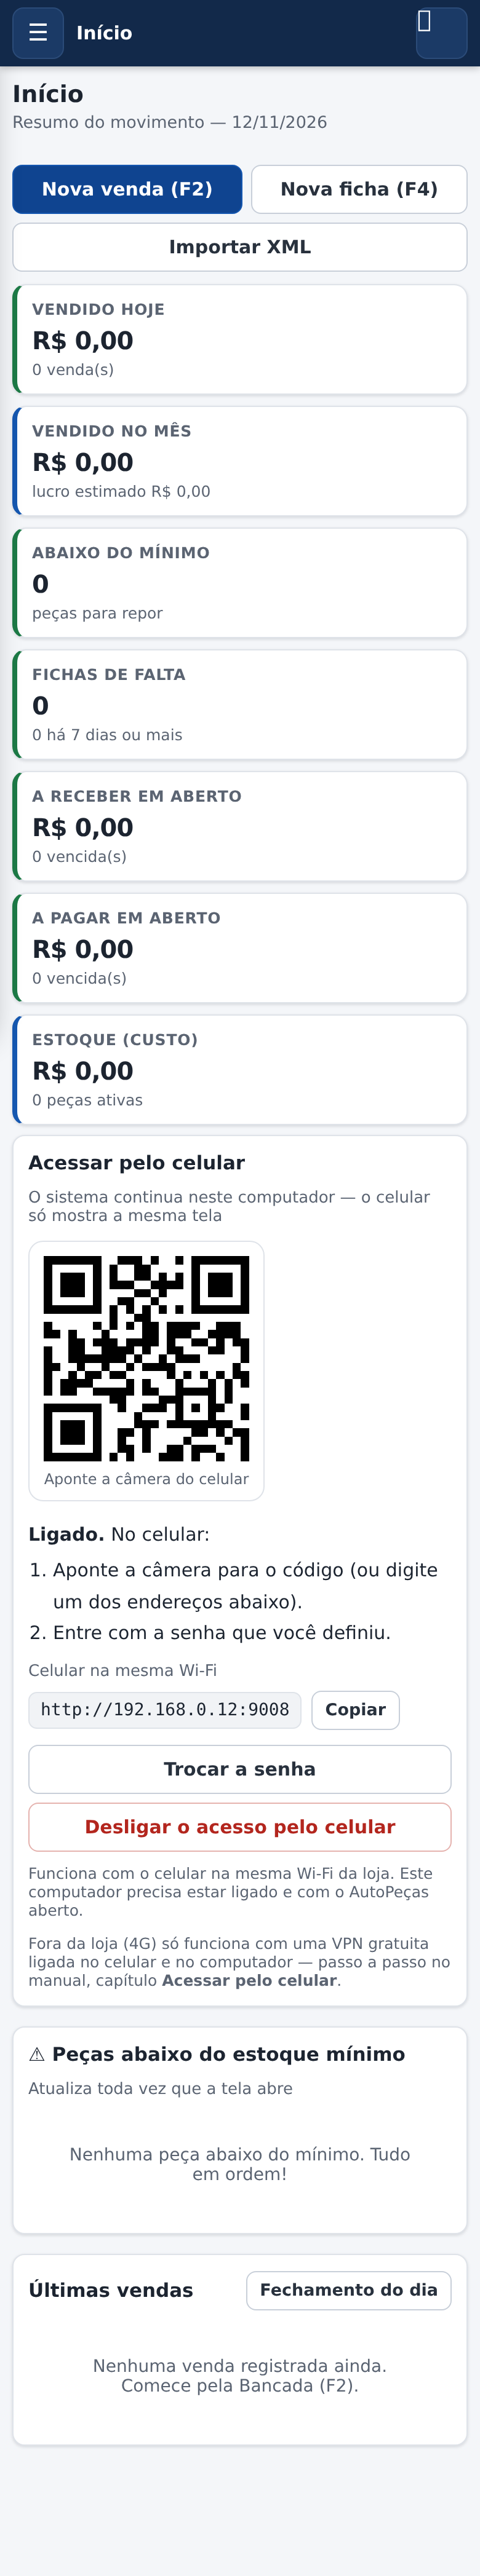 ☰ Início
Início
Resumo do movimento — 12/11/2026
Nova venda (F2)
Nova ficha (F4)
Importar XML
VENDIDO HOJE
R$ 0,00
0 venda(s)
VENDIDO NO MÊS
R$ 0,00
lucro estimado R$ 0,00
ABAIXO DO MÍNIMO
0
peças para repor
FICHAS DE FALTA
0
0 há 7 dias ou mais
A RECEBER EM ABERTO
R$ 0,00
0 vencida(s)
A PAGAR EM ABERTO
R$ 0,00
0 vencida(s)
ESTOQUE (CUSTO)
R$ 0,00
0 peças ativas
Acessar pelo celular
O sistema continua neste computador — o celular
só mostra a mesma tela
Aponte a câmera do celular
Ligado. No celular:
1. Aponte a câmera para o código (ou digite
um dos endereços abaixo).
2. Entre com a senha que você definiu.
Celular na mesma Wi-Fi
http://192.168.0.12:9008
Copiar
Trocar a senha
Desligar o acesso pelo celular
Funciona com o celular na mesma Wi-Fi da loja. Este
computador precisa estar ligado e com o AutoPeças
aberto.
Fora da loja (4G) só funciona com uma VPN gratuita
ligada no celular e no computador — passo a passo no
manual, capítulo Acessar pelo celular.
⚠ Peças abaixo do estoque mínimo
Atualiza toda vez que a tela abre
Nenhuma peça abaixo do mínimo. Tudo
em ordem!
Últimas vendas
Fechamento do dia
Nenhuma venda registrada ainda.
Comece pela Bancada (F2).